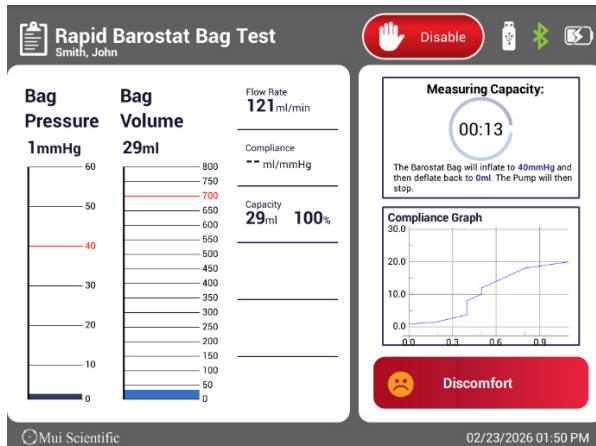 Rapid Barostat Bag Test
Smith, John
Disable
Bag
Pressure
1mmHg
60
50
40
30
20
10
0
Bag
Volume
29ml
800
750
700
650
600
550
500
450
400
350
300
250
200
150
100
50
0
Flow Rate
121ml/min
Compliance
-- ml/mmHg
Capacity
29ml 100%
Measuring Capacity:
00:13
The Barostat Bag will inflate to 40mmHg and
then deflate back to 0ml. The Pump will then
stop.
Compliance Graph
30.0
20.0
10.0
0.0
0.0 0.3 0.6 0.9
Discomfort
Mui Scientific
02/23/2026 01:50 PM